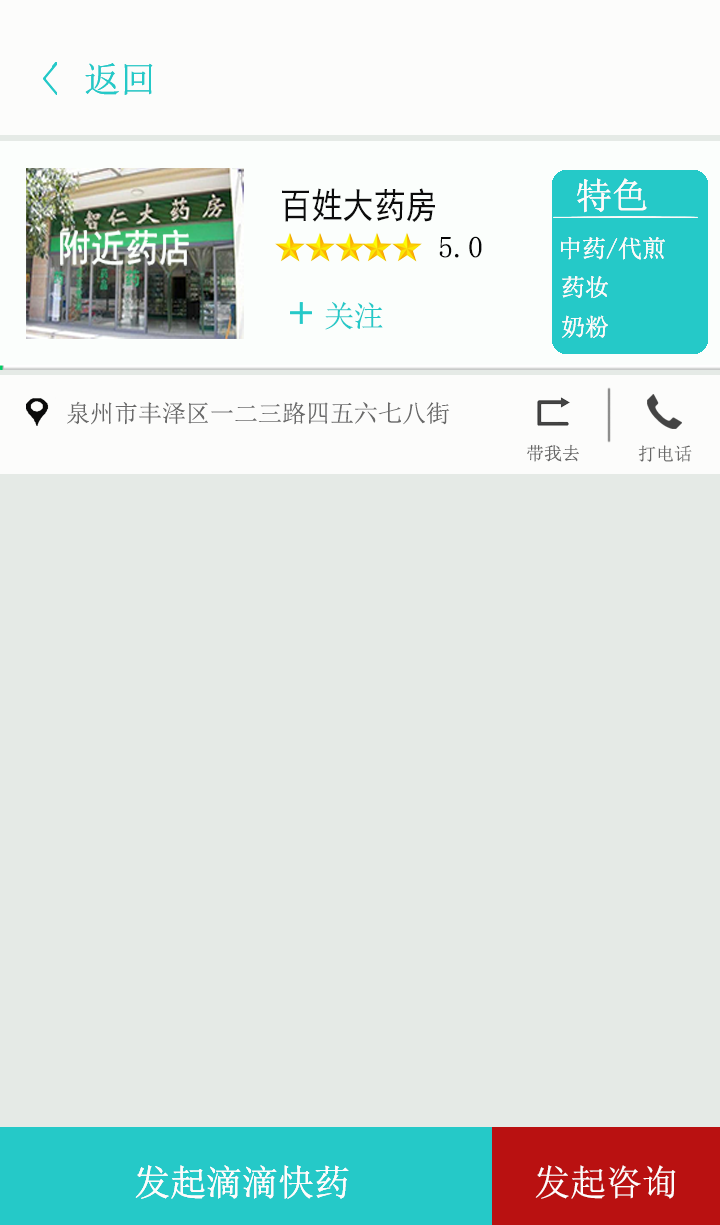 返回
智仁大药房
附近药店
百姓大药房
5.0
+ 关注
特色
中药/代煎
药妆
奶粉
泉州市丰泽区一二三路四五六七八街
带我去
打电话
发起滴滴快药
发起咨询